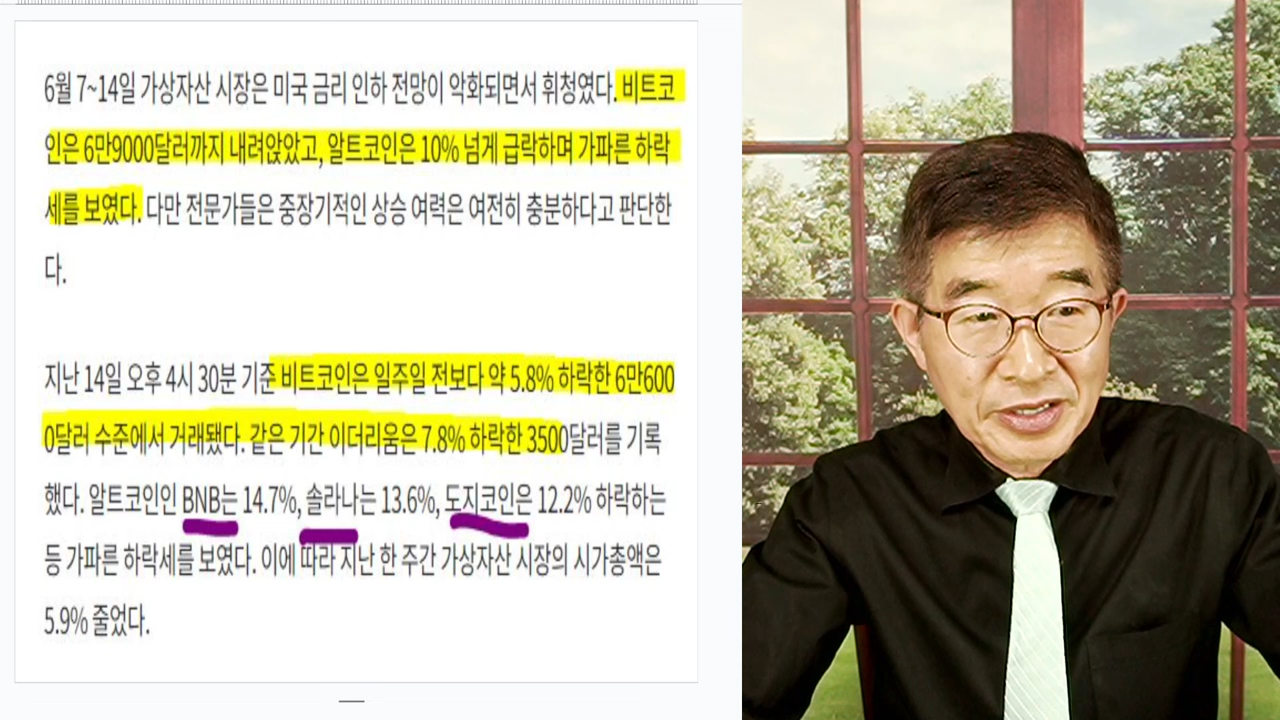 6월 7~14일 가상자산 시장은 미국 금리 인하 전망이 악화되면서 휘청였다. 비트코
인은 6만9000달러까지 내려앉았고, 알트코인은 10% 넘게 급락하며 가파른 하락
세를 보였다. 다만 전문가들은 중장기적인 상승 여력은 여전히 충분하다고 판단한
다.
지난 14일 오후 4시 30분 기준 비트코인은 일주일 전보다 약 5.8% 하락한 6만600
0달러 수준에서 거래됐다. 같은 기간 이더리움은 7.8% 하락한 3500달러를 기록
했다. 알트코인인 BNB는 14.7%, 솔라나는 13.6%, 도지코인은 12.2% 하락하는
등 가파른 하락세를 보였다. 이에 따라 지난 한 주간 가상자산 시장의 시가총액은
5.9% 줄었다.